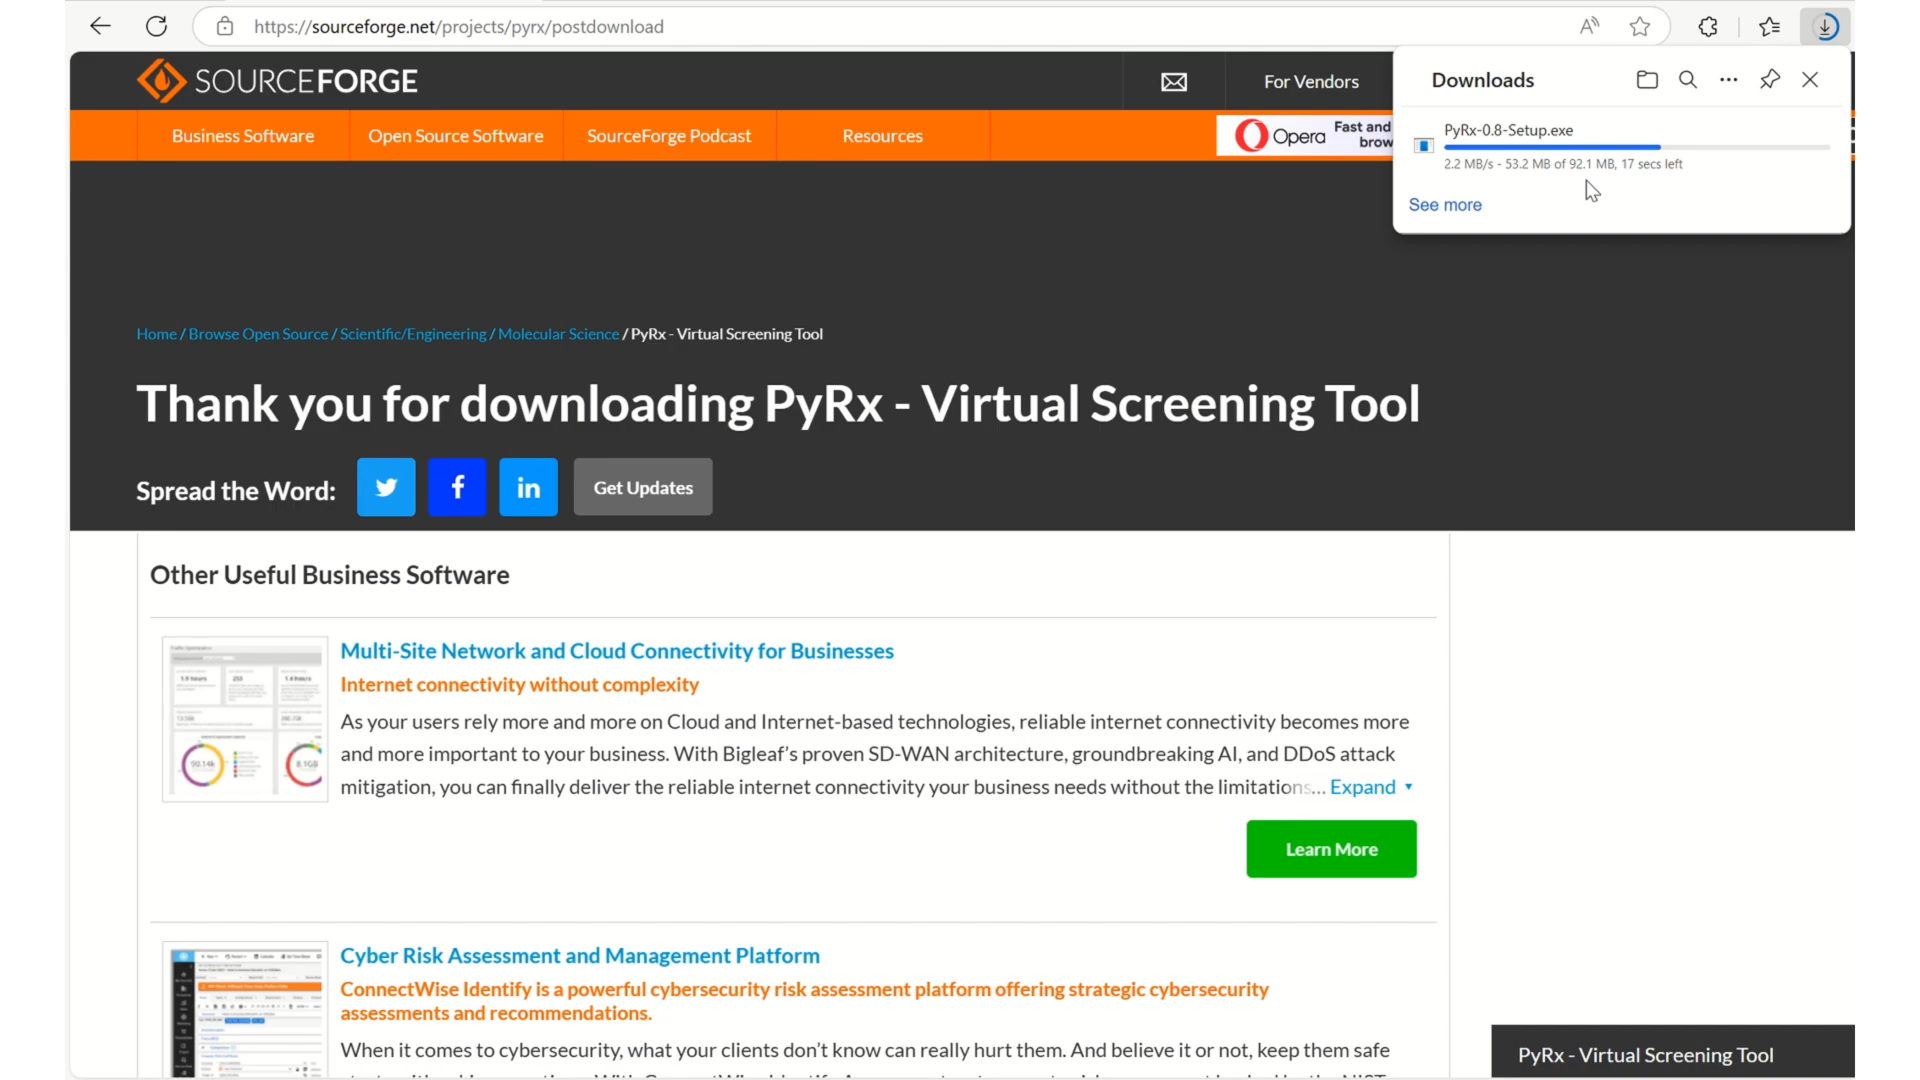 https://sourceforge.net/projects/pyrx/postdownload
SOURCEFORGE
For Vendors
Business Software
Open Source Software
SourceForge Podcast
Resources
Opera
Fast and
brow
Downloads
PyRx-0.8-Setup.exe
2.2 MB/s - 53.2 MB of 92.1 MB, 17 secs left
See more
Home / Browse Open Source / Scientific/Engineering / Molecular Science / PyRx - Virtual Screening Tool
Thank you for downloading PyRx - Virtual Screening Tool
Spread the Word:
Get Updates
Other Useful Business Software
Multi-Site Network and Cloud Connectivity for Businesses
Internet connectivity without complexity
As your users rely more and more on Cloud and Internet-based technologies, reliable internet connectivity becomes more
and more important to your business. With Bigleaf's proven SD-WAN architecture, groundbreaking AI, and DDoS attack
mitigation, you can finally deliver the reliable internet connectivity your business needs without the limitations... Expand
Learn More
1.9 hours
253
90.14k
8.1GB
Cyber Risk Assessment and Management Platform
ConnectWise Identify is a powerful cybersecurity risk assessment platform offering strategic cybersecurity
assessments and recommendations.
When it comes to cybersecurity, what your clients don't know can really hurt them. And believe it or not, keep them safe
PyRx - Virtual Screening Tool